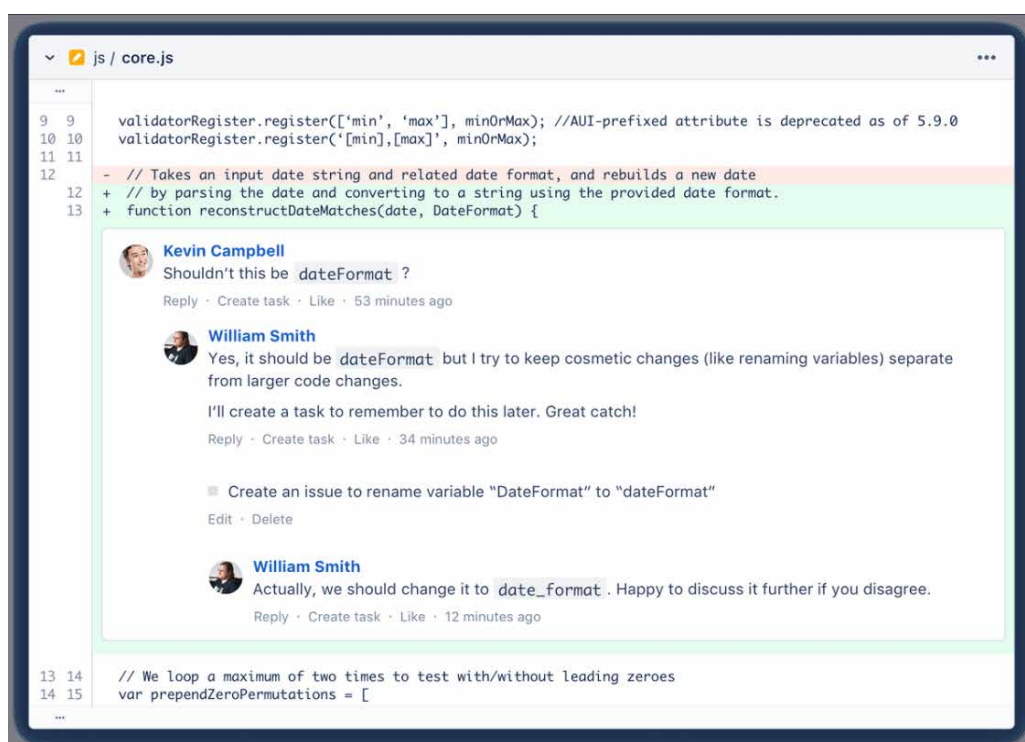 js / core.js
...
9 9 validatorRegister.register([‘min’, ‘max’], minOrMax); //AUI-prefixed attribute is deprecated as of 5.9.0
10 10 validatorRegister.register(‘[min],[max]’, minOrMax);
11 11
12 - // Takes an input date string and related date format, and rebuilds a new date
12 + // by parsing the date and converting to a string using the provided date format.
13 + function reconstructDateMatches(date, DateFormat) {
Kevin Campbell
Shouldn’t this be dateFormat ?
Reply · Create task · Like · 53 minutes ago
William Smith
Yes, it should be dateFormat but I try to keep cosmetic changes (like renaming variables) separate
from larger code changes.
I’ll create a task to remember to do this later. Great catch!
Reply · Create task · Like · 34 minutes ago
Create an issue to rename variable “DateFormat” to “dateFormat”
Edit · Delete
William Smith
Actually, we should change it to date_format . Happy to discuss it further if you disagree.
Reply · Create task · Like · 12 minutes ago
13 14 // We loop a maximum of two times to test with/without leading zeroes
14 15 var prependZeroPermutations = [
...